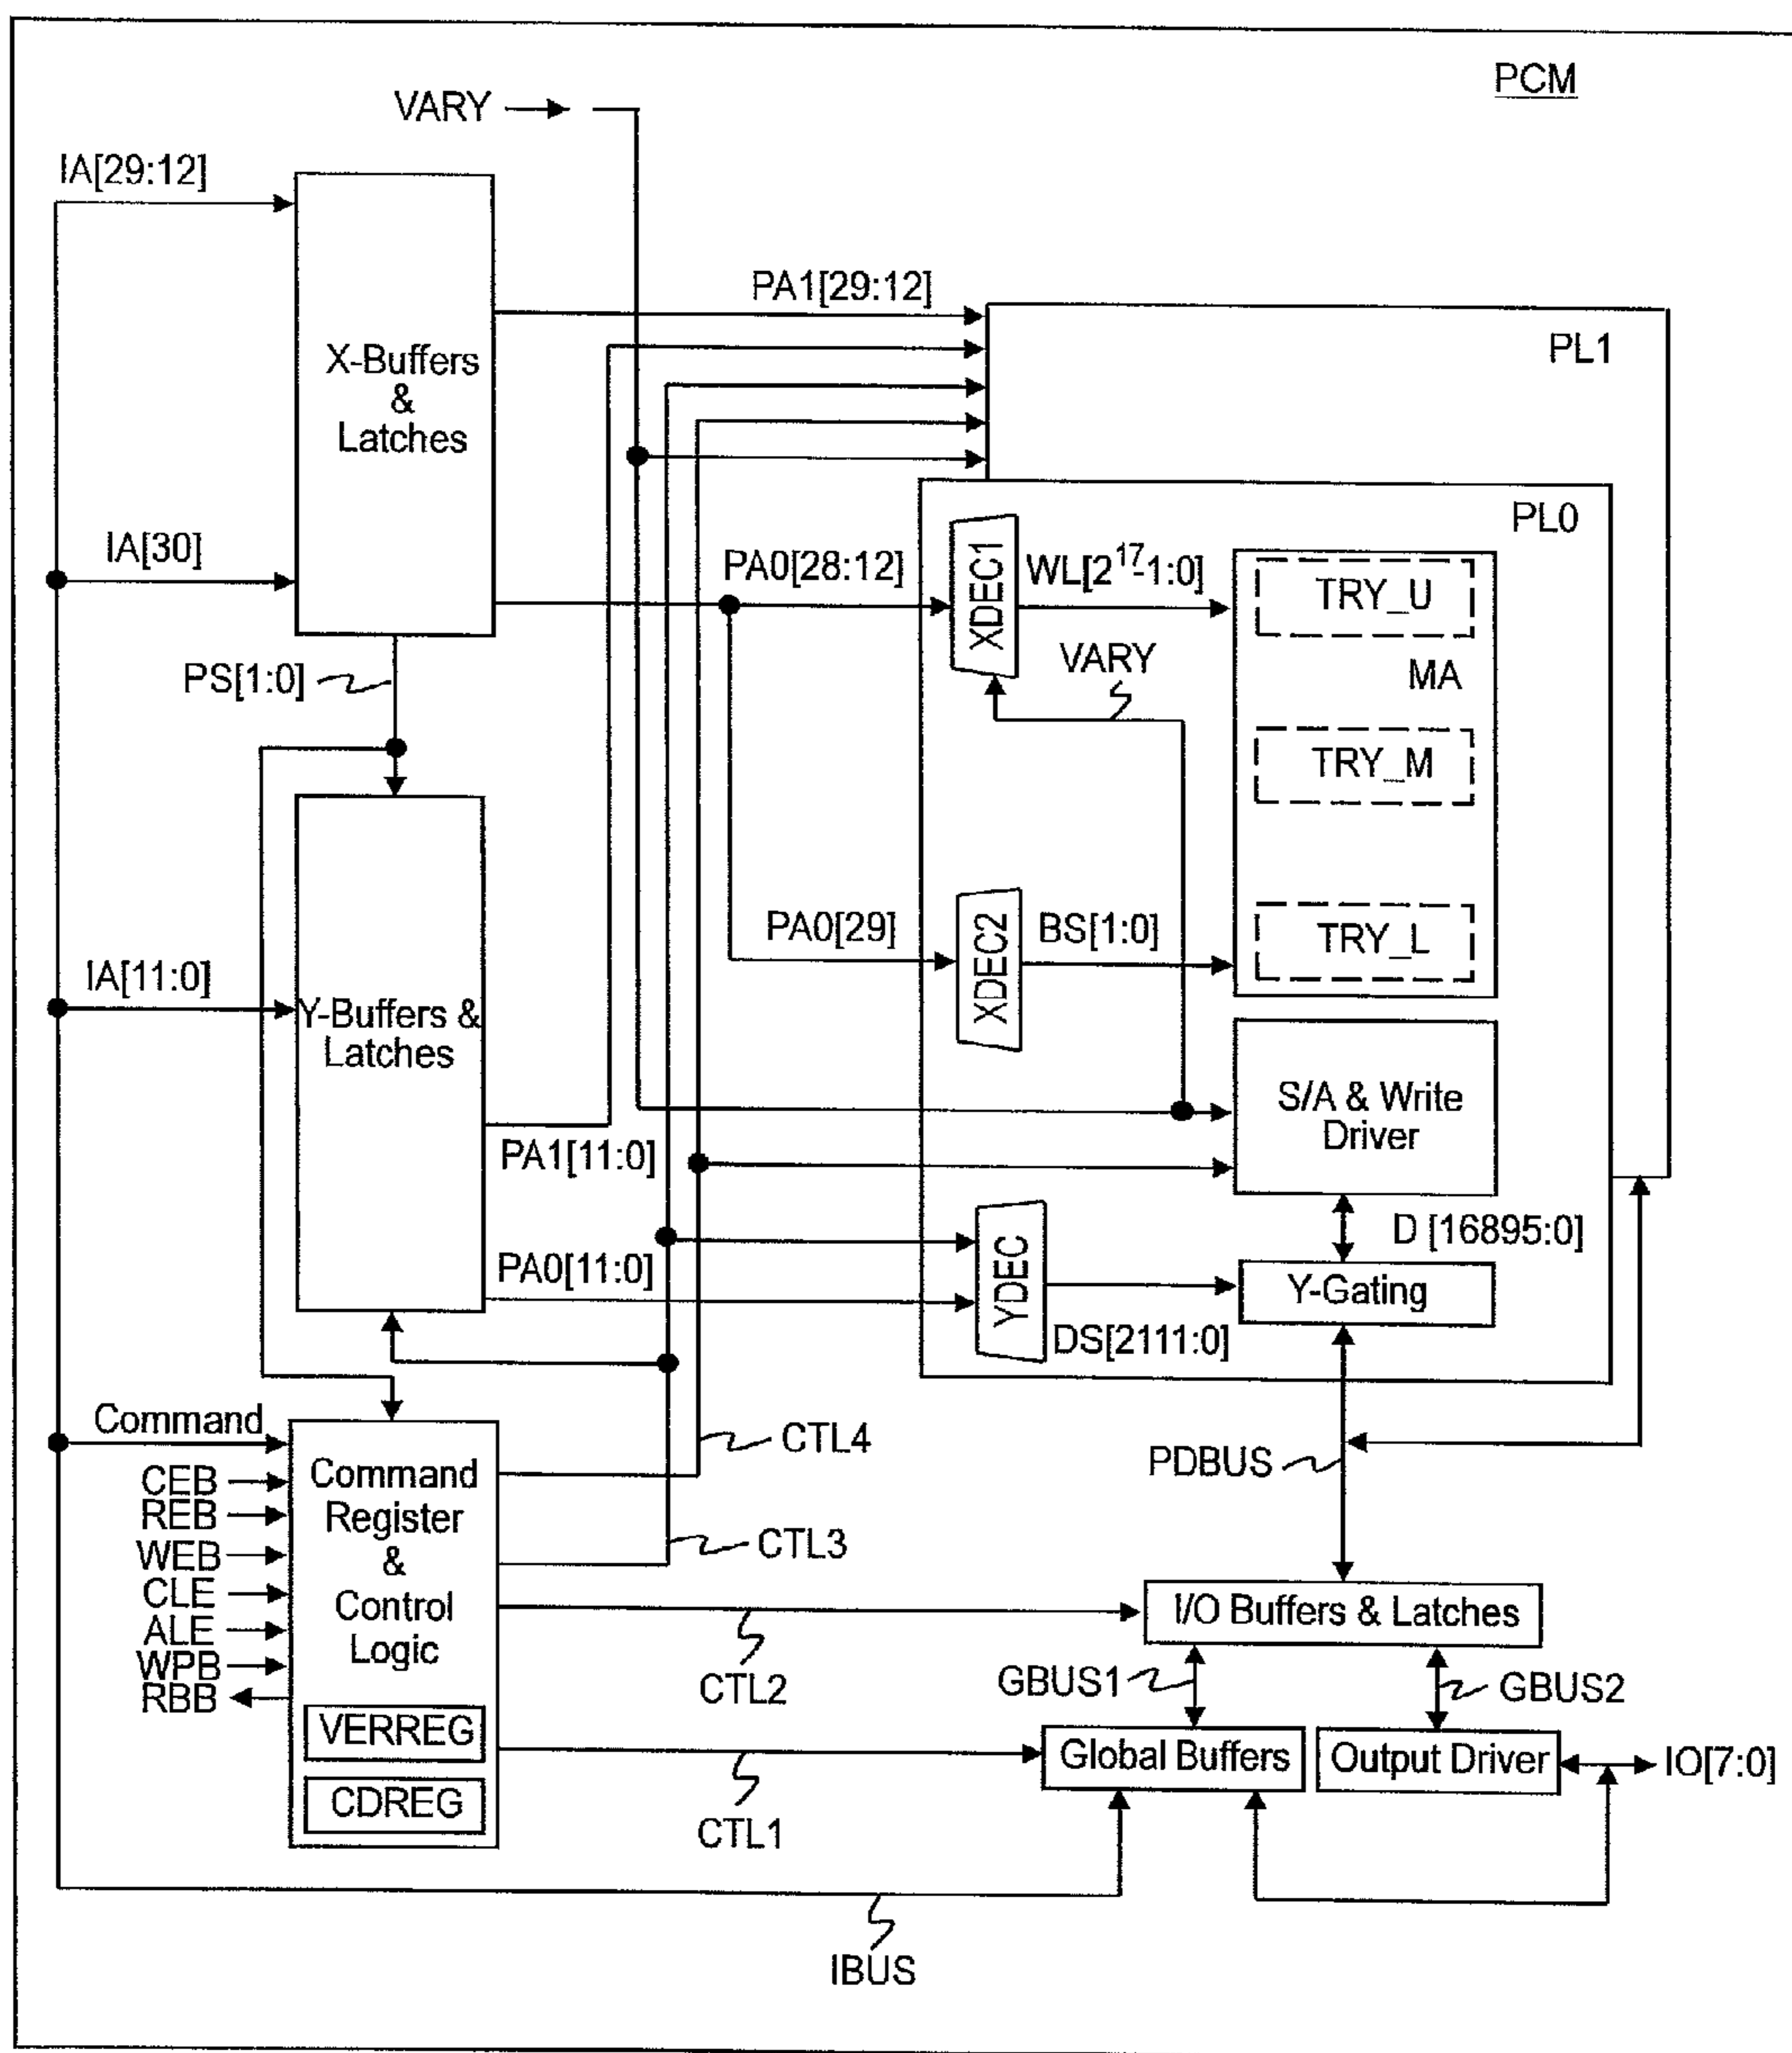 PCM
VARY
IA[29:12]
X-Buffers
&
Latches
PA1[29:12]
PL1
PL0
IA[30]
PA0[28:12]
XDEC1
WL[2¹⁷-1:0]
TRY_U
MA
VARY
PS[1:0]
TRY_M
PA0[29]
XDEC2
BS[1:0]
TRY_L
IA[11:0]
Y-Buffers &
Latches
S/A & Write
Driver
PA1[11:0]
D [16895:0]
PA0[11:0]
YDEC
Y-Gating
DS[2111:0]
Command
CEB
REB
WEB
CLE
ALE
WPB
RBB
Command
Register
&
Control
Logic
VERREG
CDREG
CTL4
PDBUS
CTL3
I/O Buffers & Latches
CTL2
GBUS1
GBUS2
Global Buffers
Output Driver
IO[7:0]
CTL1
IBUS